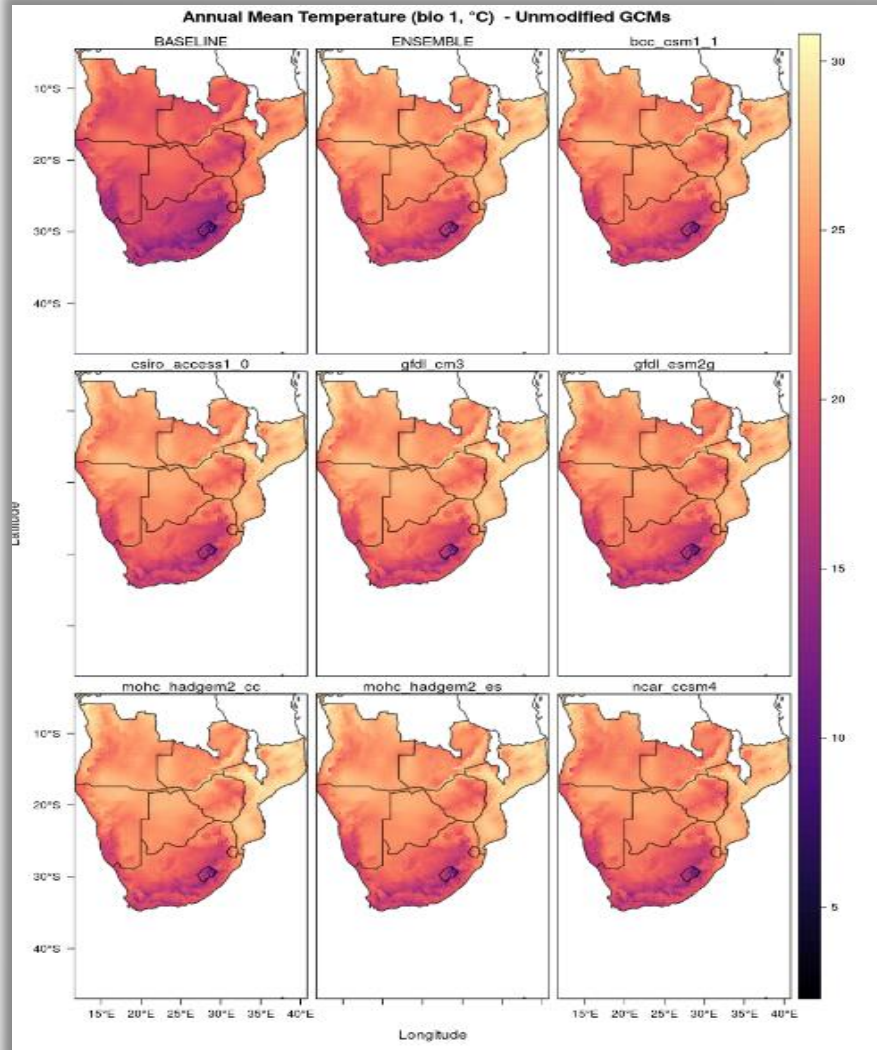 Annual Mean Temperature (bio 1, °C) - Unmodified GCMs
BASELINE
ENSEMBLE
bcc_csm1_1
10°S
20°S
30°S
40°S
csiro_access1_0
gfdl_cm3
gfdl_esm2g
Latitude
mohc_hadgem2_cc
mohc_hadgem2_es
ncar_ccsm4
10°S
20°S
30°S
40°S
15°E 20°E 25°E 30°E 35°E 40°E
15°E 20°E 25°E 30°E 35°E 40°E
Longitude
30
25
20
15
10
5